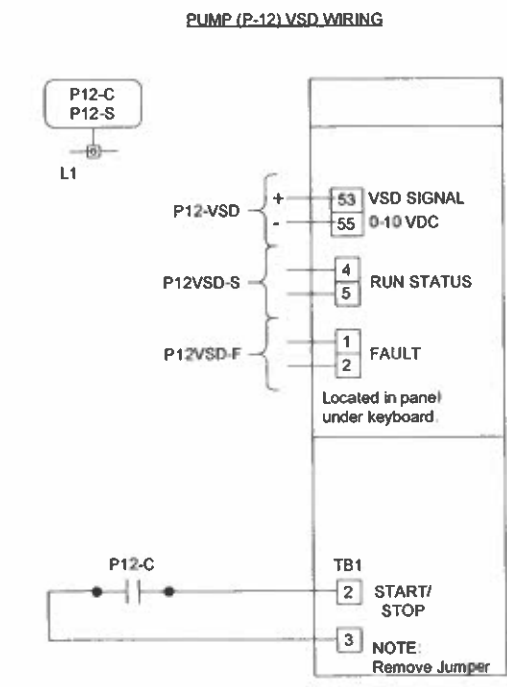 PUMP (P-12) VSD WIRING
P12-C
P12-S
L1
P12-VSD
+
-
53
VSD SIGNAL
55
0-10 VDC
P12VSD-S
4
5
RUN STATUS
P12VSD-F
1
2
FAULT
Located in panel
under keyboard.
P12-C
TB1
2
START/
STOP
3
NOTE:
Remove Jumper